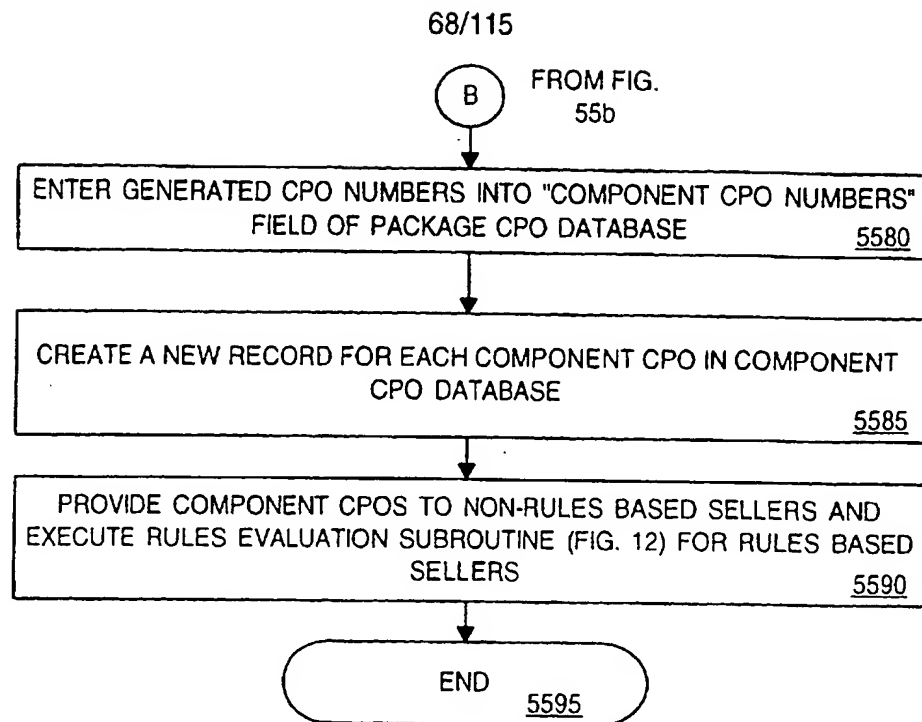 68/115
B
FROM FIG.
55b
ENTER GENERATED CPO NUMBERS INTO "COMPONENT CPO NUMBERS"
FIELD OF PACKAGE CPO DATABASE
5580
CREATE A NEW RECORD FOR EACH COMPONENT CPO IN COMPONENT
CPO DATABASE
5585
PROVIDE COMPONENT CPOS TO NON-RULES BASED SELLERS AND
EXECUTE RULES EVALUATION SUBROUTINE (FIG. 12) FOR RULES BASED
SELLERS
5590
END
5595